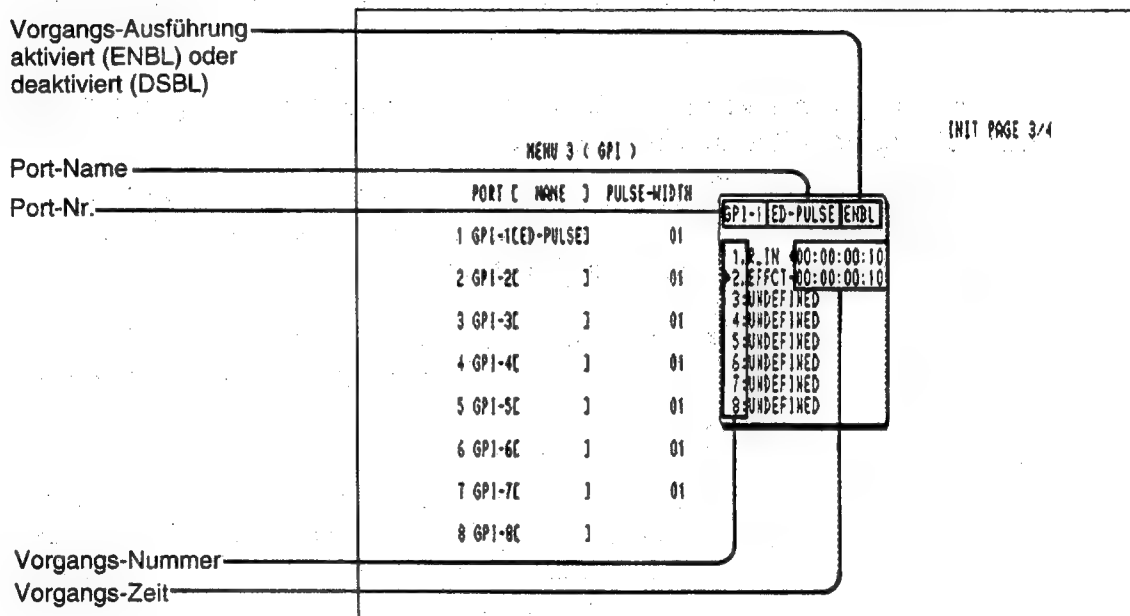 Vorgangs-Ausführung
aktiviert (ENBL) oder
deaktiviert (DSBL)
INIT PAGE 3/4
MENU 3 ( GPI )
Port-Name
PORT [ NAME ] PULSE-WIDTH
Port-Nr.
GPI-1 ED-PULSE ENBL
1 GPI-1[ED-PULSE] 01
2 GPI-2[ ] 01
3 GPI-3[ ] 01
4 GPI-4[ ] 01
5 GPI-5[ ] 01
6 GPI-6[ ] 01
7 GPI-7[ ] 01
8 GPI-8[ ]
1. R.IN 00:00:00:10
2. EFFCT-00:00:00:10
3:UNDEFINED
4:UNDEFINED
5:UNDEFINED
6:UNDEFINED
7:UNDEFINED
8:UNDEFINED
Vorgangs-Nummer
Vorgangs-Zeit